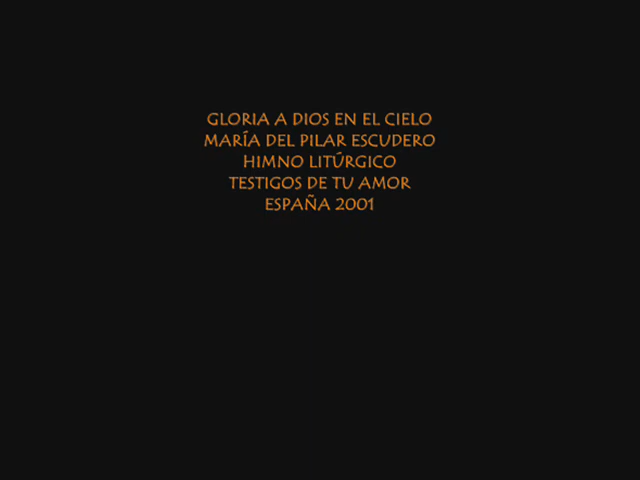 GLORIA A DIOS EN EL CIELO
MARÍA DEL PILAR ESCUDERO
HIMNO LITÚRGICO
TESTIGOS DE TU AMOR
ESPAÑA 2001